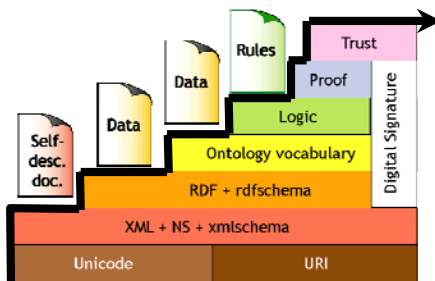 Trust
Rules
Proof
Data
Data
Logic
Digital Signature
Self-
desc.
doc.
Ontology vocabulary
RDF + rdfschema
XML + NS + xmlschema
Unicode
URI